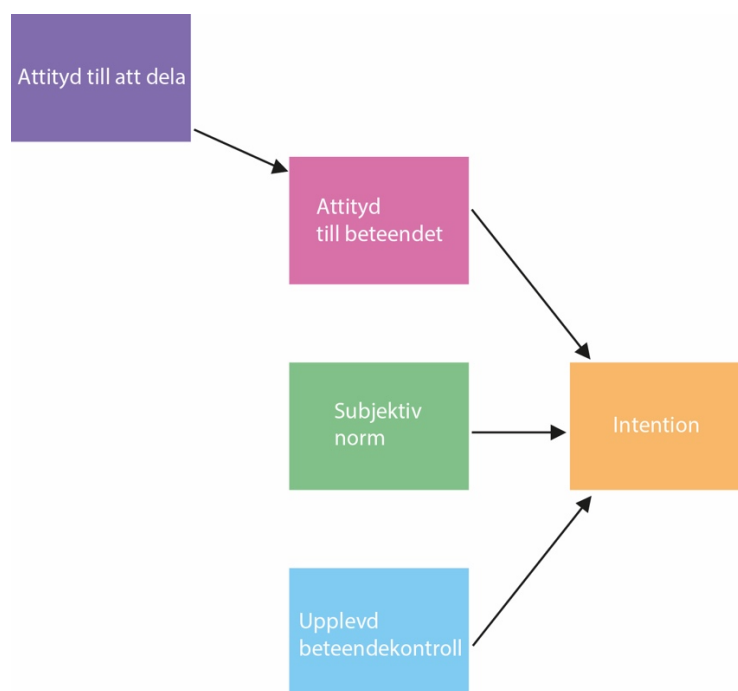 Attityd till att dela
Attityd
till beteendet
Subjektiv
norm
Intention
Upplevd
beteendekontroll